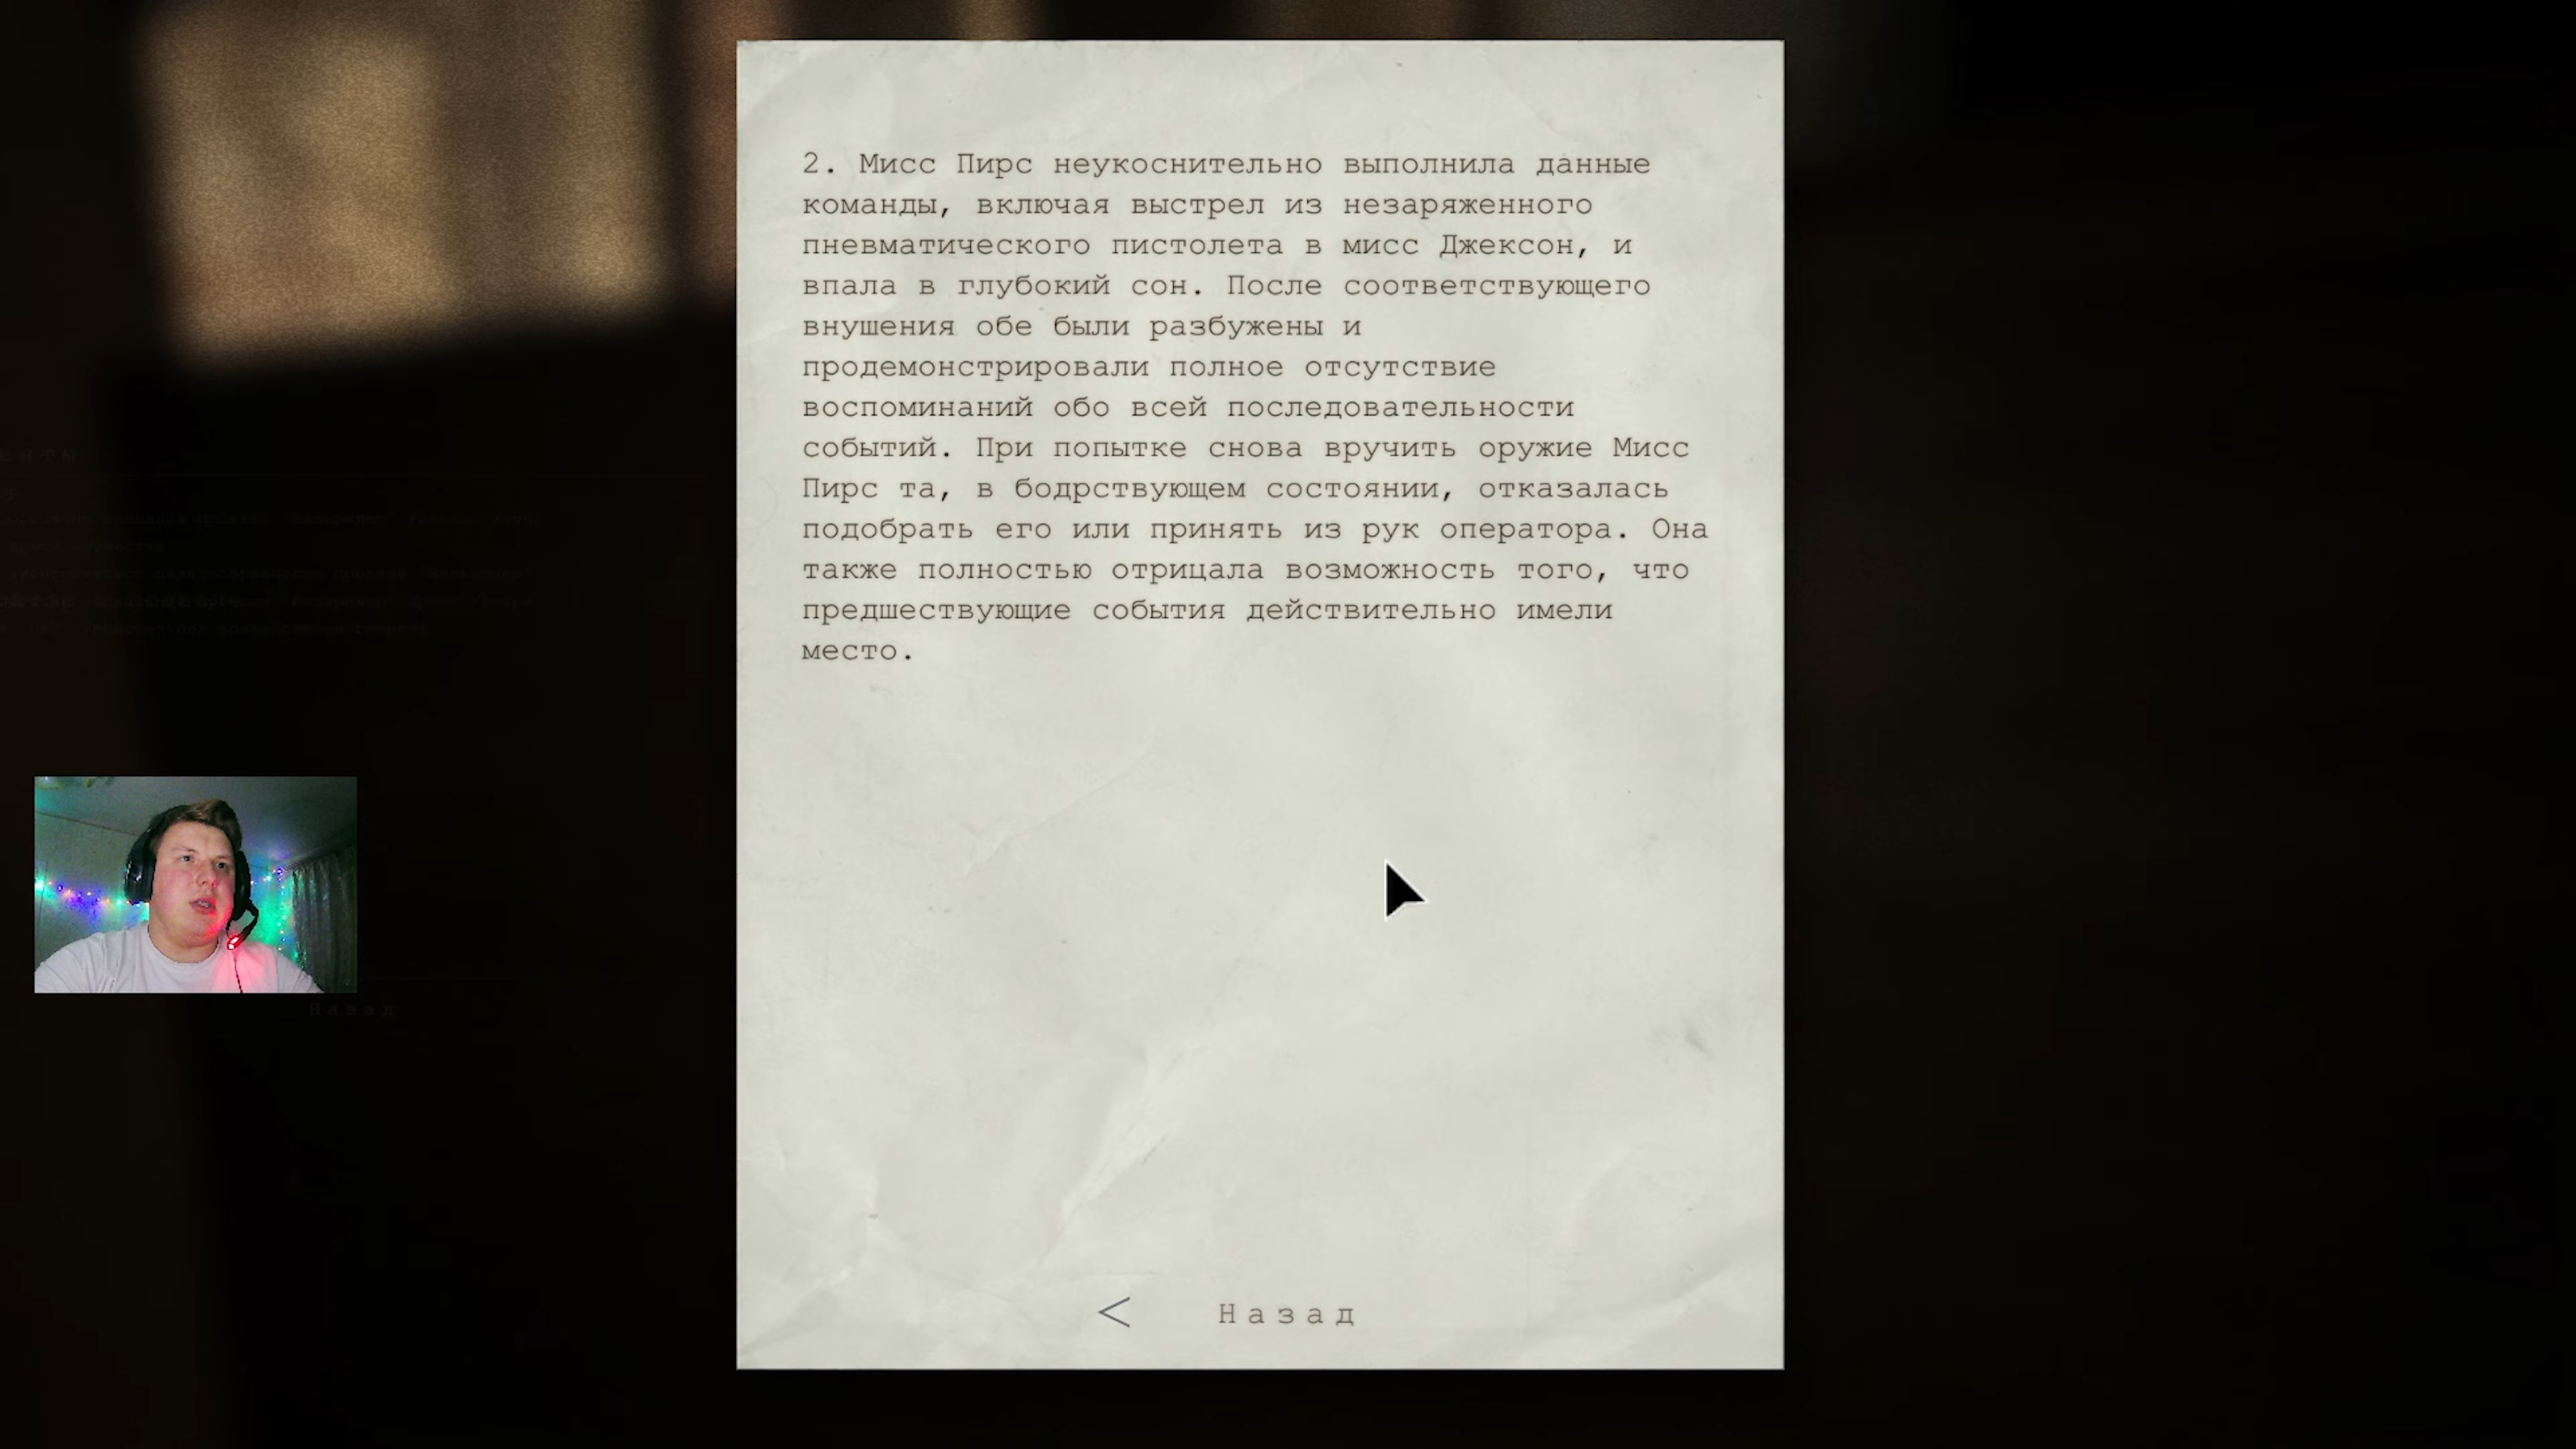 2. Мисс Пирс неукоснительно выполнила данные
команды, включая выстрел из незаряженного
пневматического пистолета в мисс Джексон, и
впала в глубокий сон. После соответствующего
внушения обе были разбужены и
продемонстрировали полное отсутствие
воспоминаний обо всей последовательности
событий. При попытке снова вручить оружие Мисс
Пирс та, в бодрствующем состоянии, отказалась
подобрать его или принять из рук оператора. Она
также полностью отрицала возможность того, что
предшествующие события действительно имели
место.
< Назад
Назад